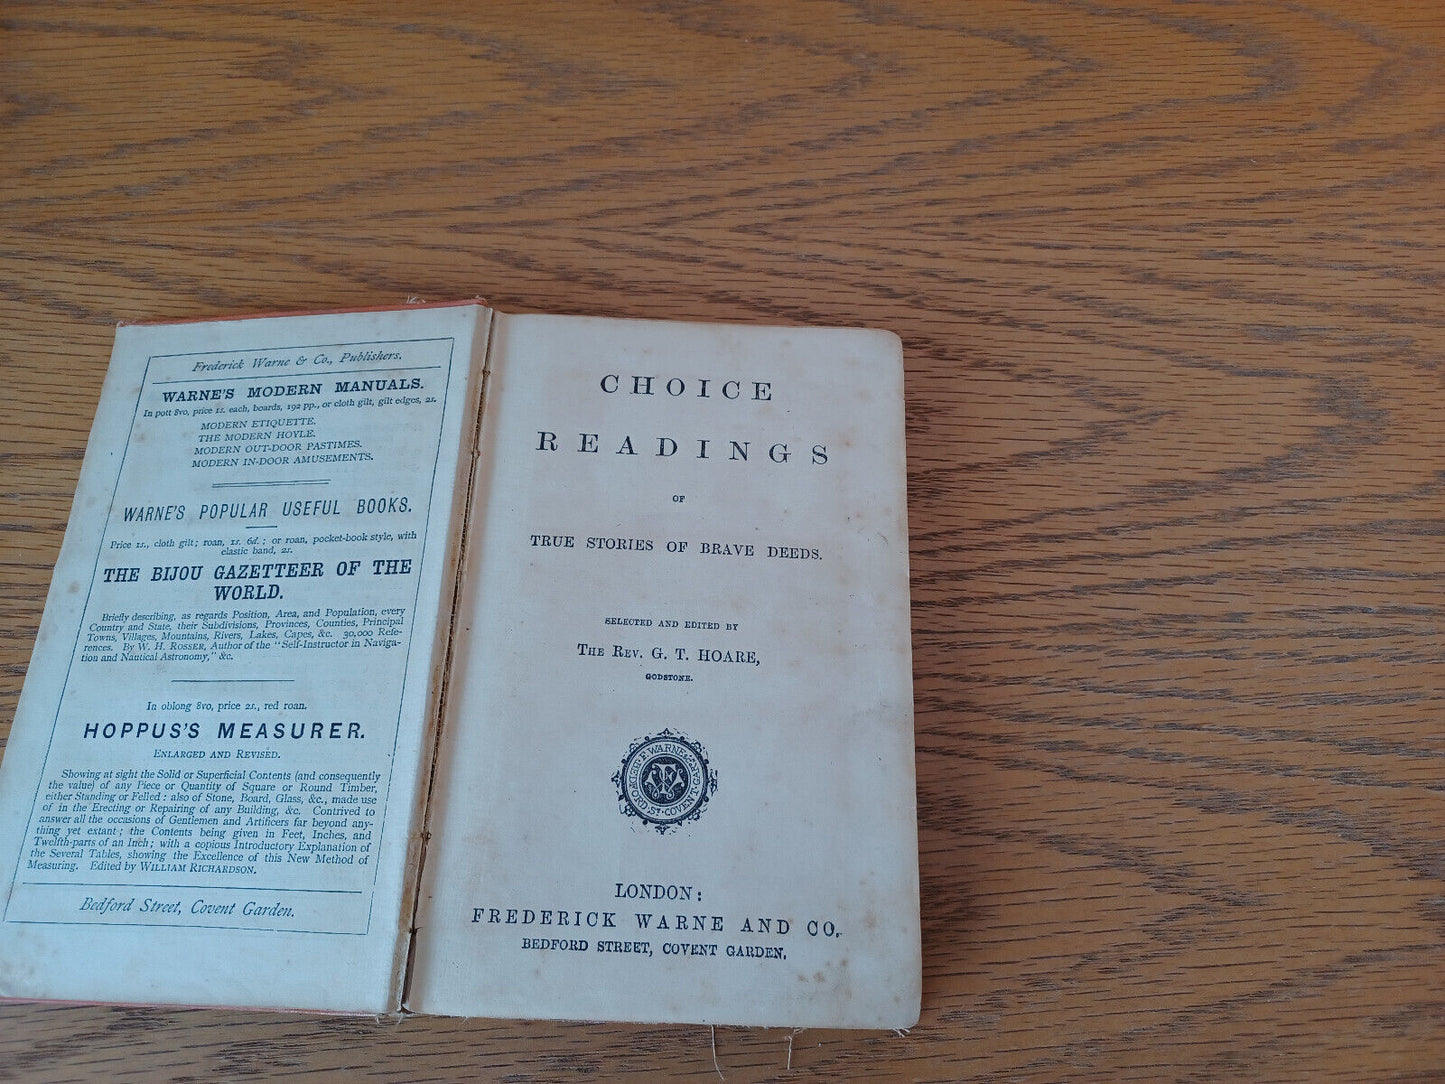 Frederick Warne & Co., Publishers.
WARNE'S MODERN MANUALS.
In pott 8vo, price 1s. each, boards, 192 pp., or cloth gilt, gilt edges, 2s.
MODERN ETIQUETTE.
THE MODERN HOYLE.
MODERN OUT-DOOR PASTIMES.
MODERN IN-DOOR AMUSEMENTS.
WARNE'S POPULAR USEFUL BOOKS.
Price 1s., cloth gilt; roan, 1s. 6d.; or roan, pocket-book style, with
elastic band, 2s.
THE BIJOU GAZETTEER OF THE
WORLD.
Briefly describing, as regards Position, Area, and Population, every
Country and State, their Subdivisions, Provinces, Counties, Principal
Towns, Villages, Mountains, Rivers, Lakes, Capes, &c. 30,000 Refe-
rences. By W. H. ROSSER, Author of the "Self-Instructor in Naviga-
tion and Nautical Astronomy," &c.
In oblong 8vo, price 2s., red roan.
HOPPUS'S MEASURER.
ENLARGED AND REVISED.
Showing at sight the Solid or Superficial Contents (and consequently
the value) of any Piece or Quantity of Square or Round Timber,
either Standing or Felled: also of Stone, Board, Glass, &c., made use
of in the Erecting or Repairing of any Building, &c. Contrived to
answer all the occasions of Gentlemen and Artificers far beyond any-
thing yet extant; the Contents being given in Feet, Inches, and
Twelfth-parts of an Inch; with a copious Introductory Explanation of
the Several Tables, showing the Excellence of this New Method of
Measuring. Edited by WILLIAM RICHARDSON.
Bedford Street, Covent Garden.
CHOICE
READINGS
OF
TRUE STORIES OF BRAVE DEEDS.
SELECTED AND EDITED BY
THE REV. G. T. HOARE,
GODSTONE.
F. WARNE
BEDFORD. ST. COVENT. GAR
LONDON:
FREDERICK WARNE AND CO.
BEDFORD STREET, COVENT GARDEN.